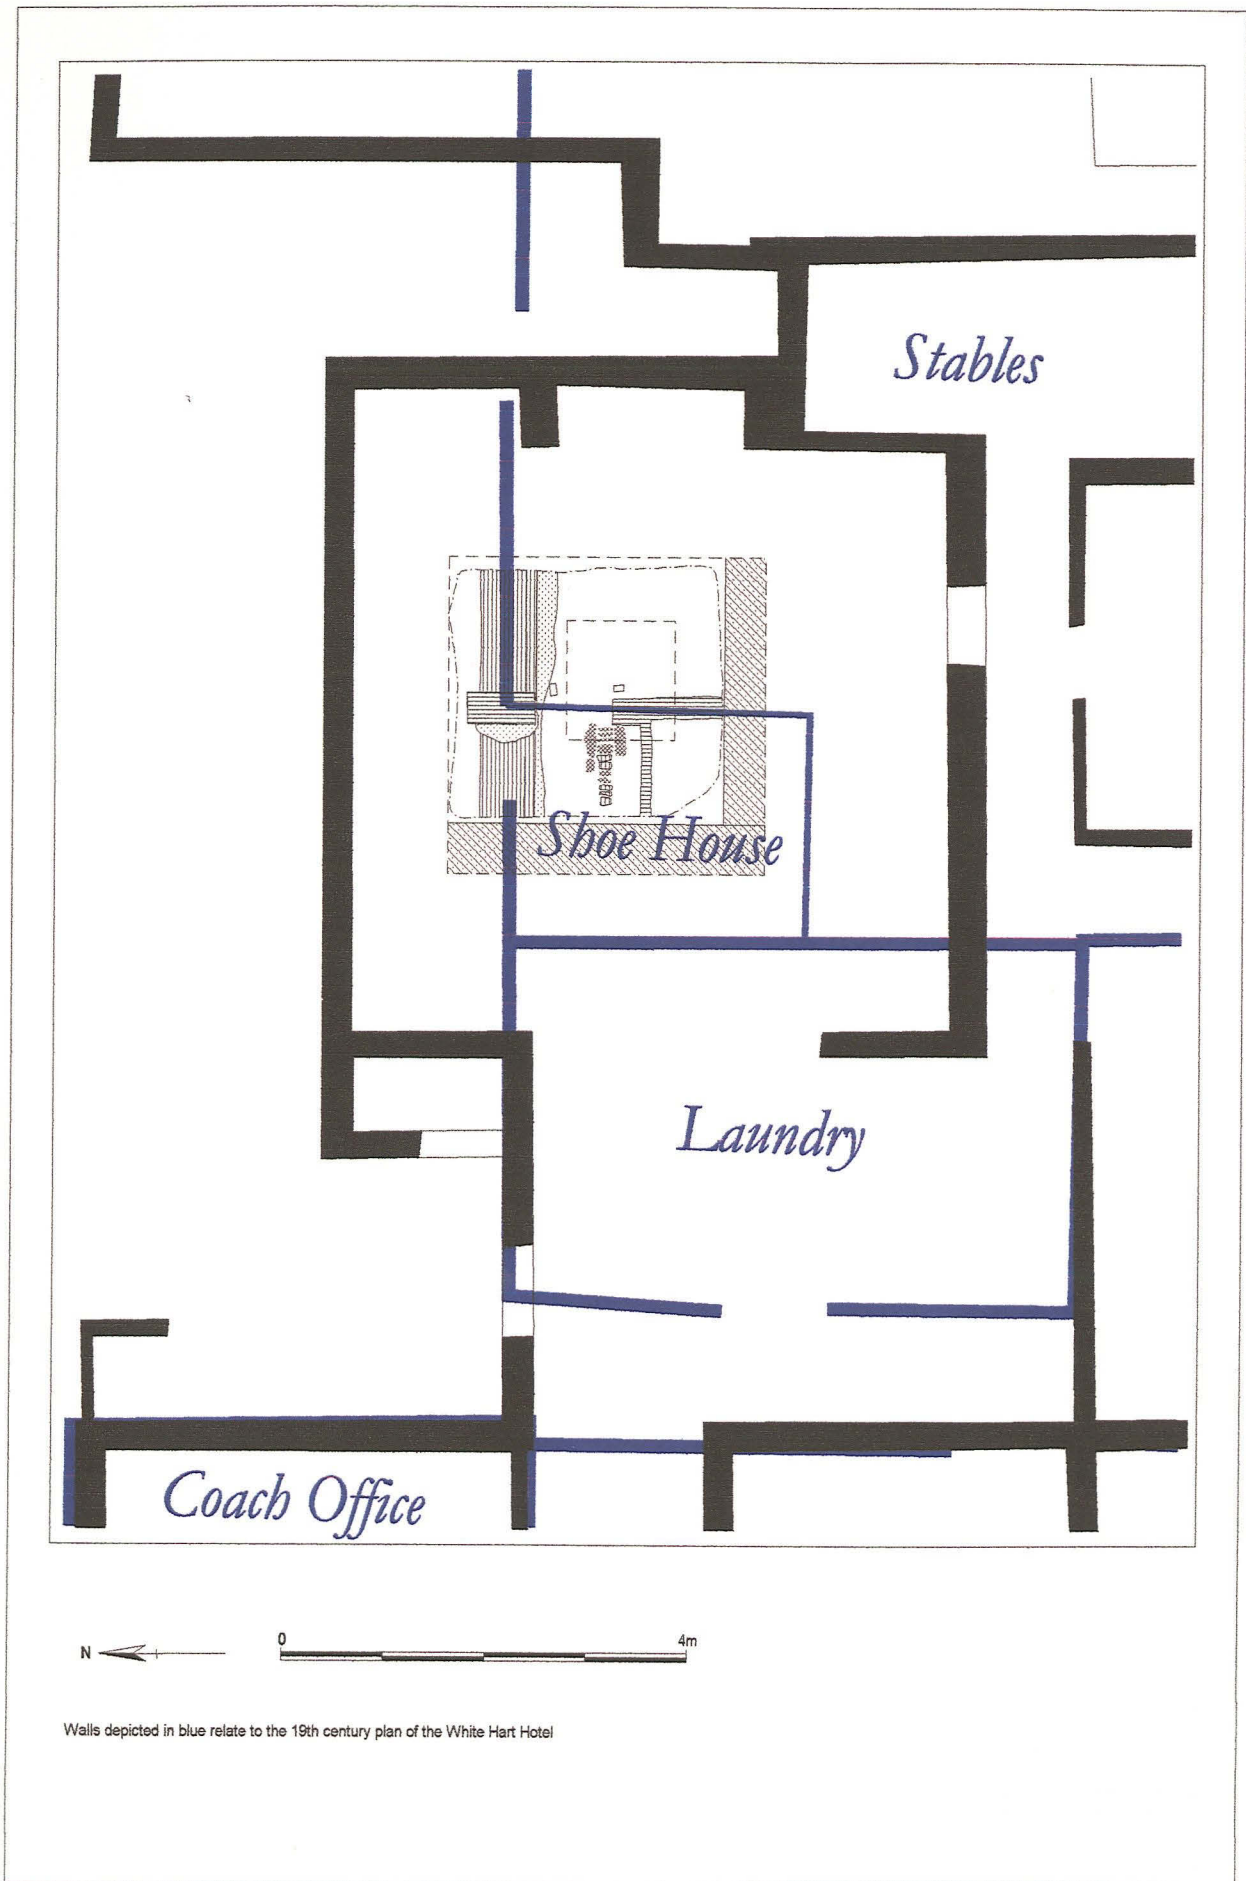 Stables
Shoe House
Laundry
Coach Office
N
0
4m
Walls depicted in blue relate to the 19th century plan of the White Hart Hotel